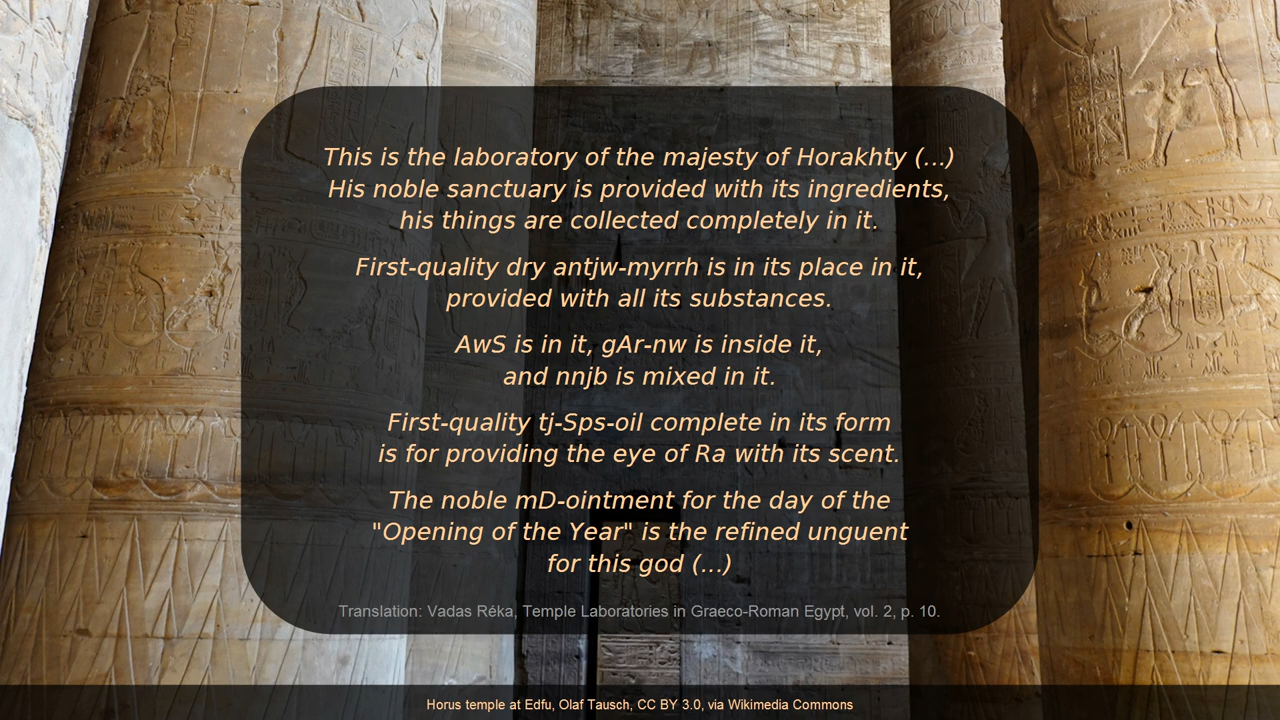 This is the laboratory of the majesty of Horakhty (...)
His noble sanctuary is provided with its ingredients,
his things are collected completely in it.
First-quality dry antjw-myrrh is in its place in it,
provided with all its substances.
AwS is in it, gAr-nw is inside it,
and nnjb is mixed in it.
First-quality tj-Sps-oil complete in its form
is for providing the eye of Ra with its scent.
The noble mD-ointment for the day of the
"Opening of the Year" is the refined unguent
for this god (...)
Translation: Vadas Réka, Temple Laboratories in Graeco-Roman Egypt, vol. 2, p. 10.
Horus temple at Edfu, Olaf Tausch, CC BY 3.0, via Wikimedia Commons